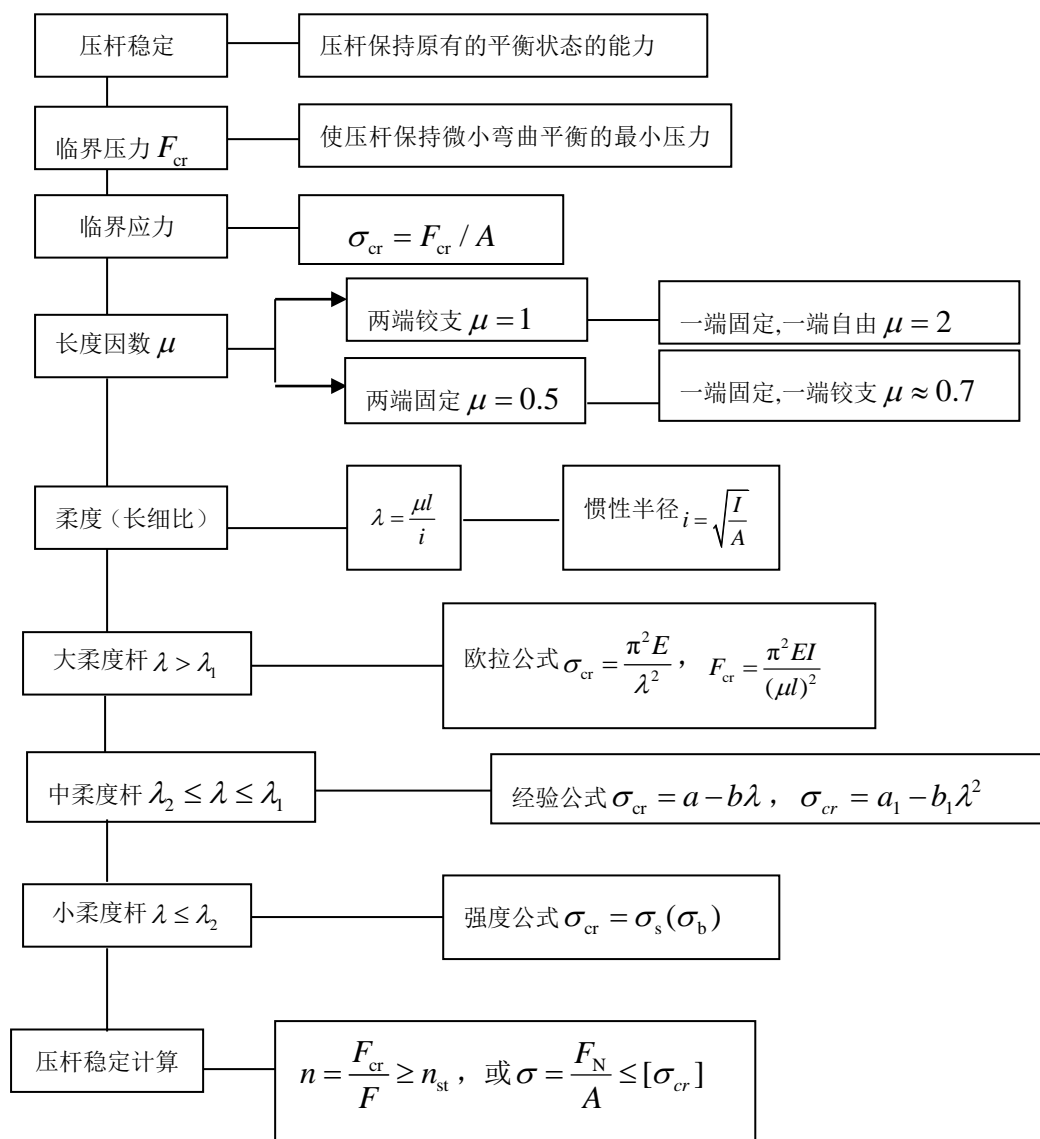 压杆稳定
压杆保持原有的平衡状态的能力
临界压力 F_cr
使压杆保持微小弯曲平衡的最小压力
临界应力
σ_cr = F_cr / A
长度因数 μ
两端铰支 μ = 1
一端固定,一端自由 μ = 2
两端固定 μ = 0.5
一端固定,一端铰支 μ ≈ 0.7
柔度（长细比）
λ = μl / i
惯性半径 i = √(I / A)
大柔度杆 λ > λ₁
欧拉公式 σ_cr = π²E / λ² ， F_cr = π²EI / (μl)²
中柔度杆 λ₂ ≤ λ ≤ λ₁
经验公式 σ_cr = a − bλ ， σ_cr = a₁ − b₁λ²
小柔度杆 λ ≤ λ₂
强度公式 σ_cr = σ_s (σ_b)
压杆稳定计算
n = F_cr / F ≥ n_st ，或 σ = F_N / A ≤ [σ_cr]